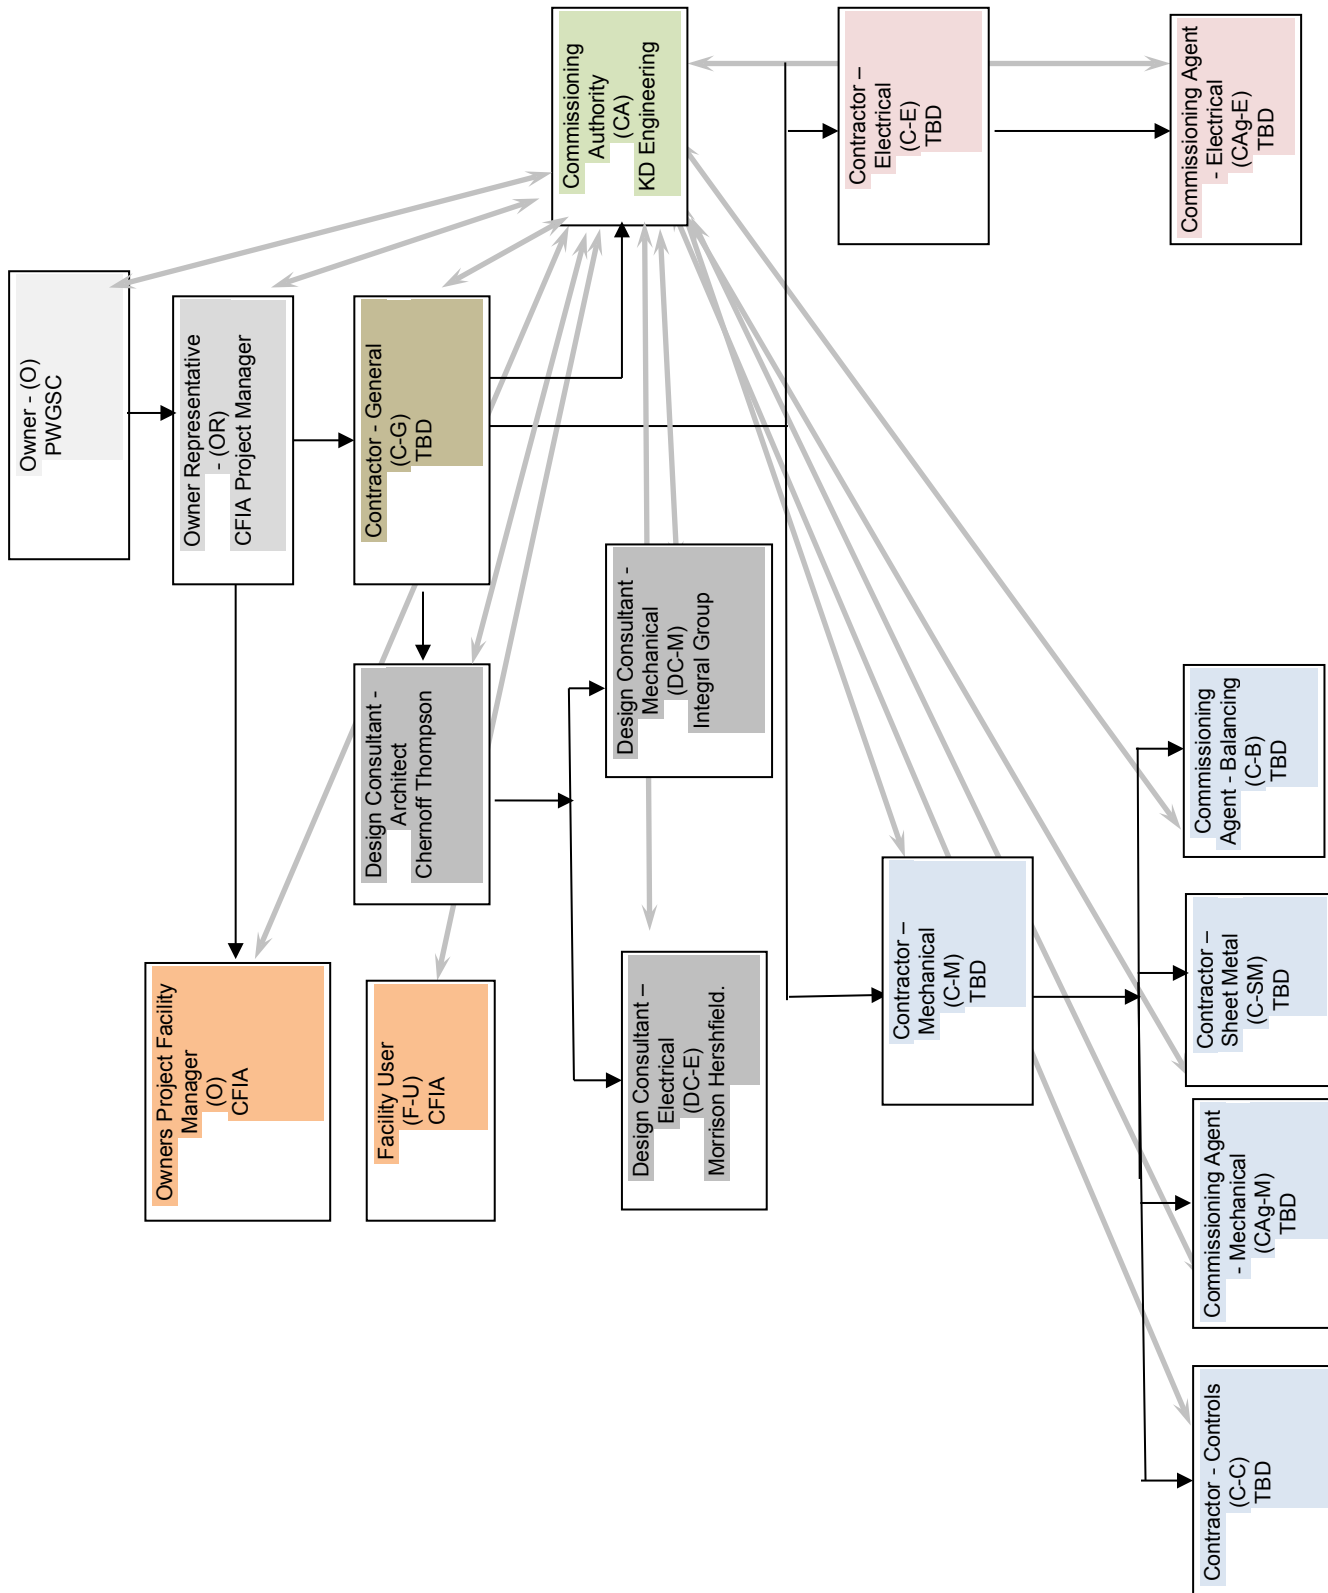 Owner - (O)
PWGSC
Owner Representative
- (OR)
CFIA Project Manager
Contractor - General
(C-G)
TBD
Commissioning
Authority
(CA)
KD Engineering
Owners Project Facility
Manager
(O)
CFIA
Facility User
(F-U)
CFIA
Design Consultant -
Architect
Chernoff Thompson
Design Consultant –
Electrical
(DC-E)
Morrison Hershfield.
Design Consultant -
Mechanical
(DC-M)
Integral Group
Contractor –
Electrical
(C-E)
TBD
Contractor –
Mechanical
(C-M)
TBD
Commissioning Agent
- Electrical
(CAg-E)
TBD
Contractor - Controls
(C-C)
TBD
Commissioning Agent
- Mechanical
(CAg-M)
TBD
Contractor –
Sheet Metal
(C-SM)
TBD
Commissioning
Agent - Balancing
(C-B)
TBD